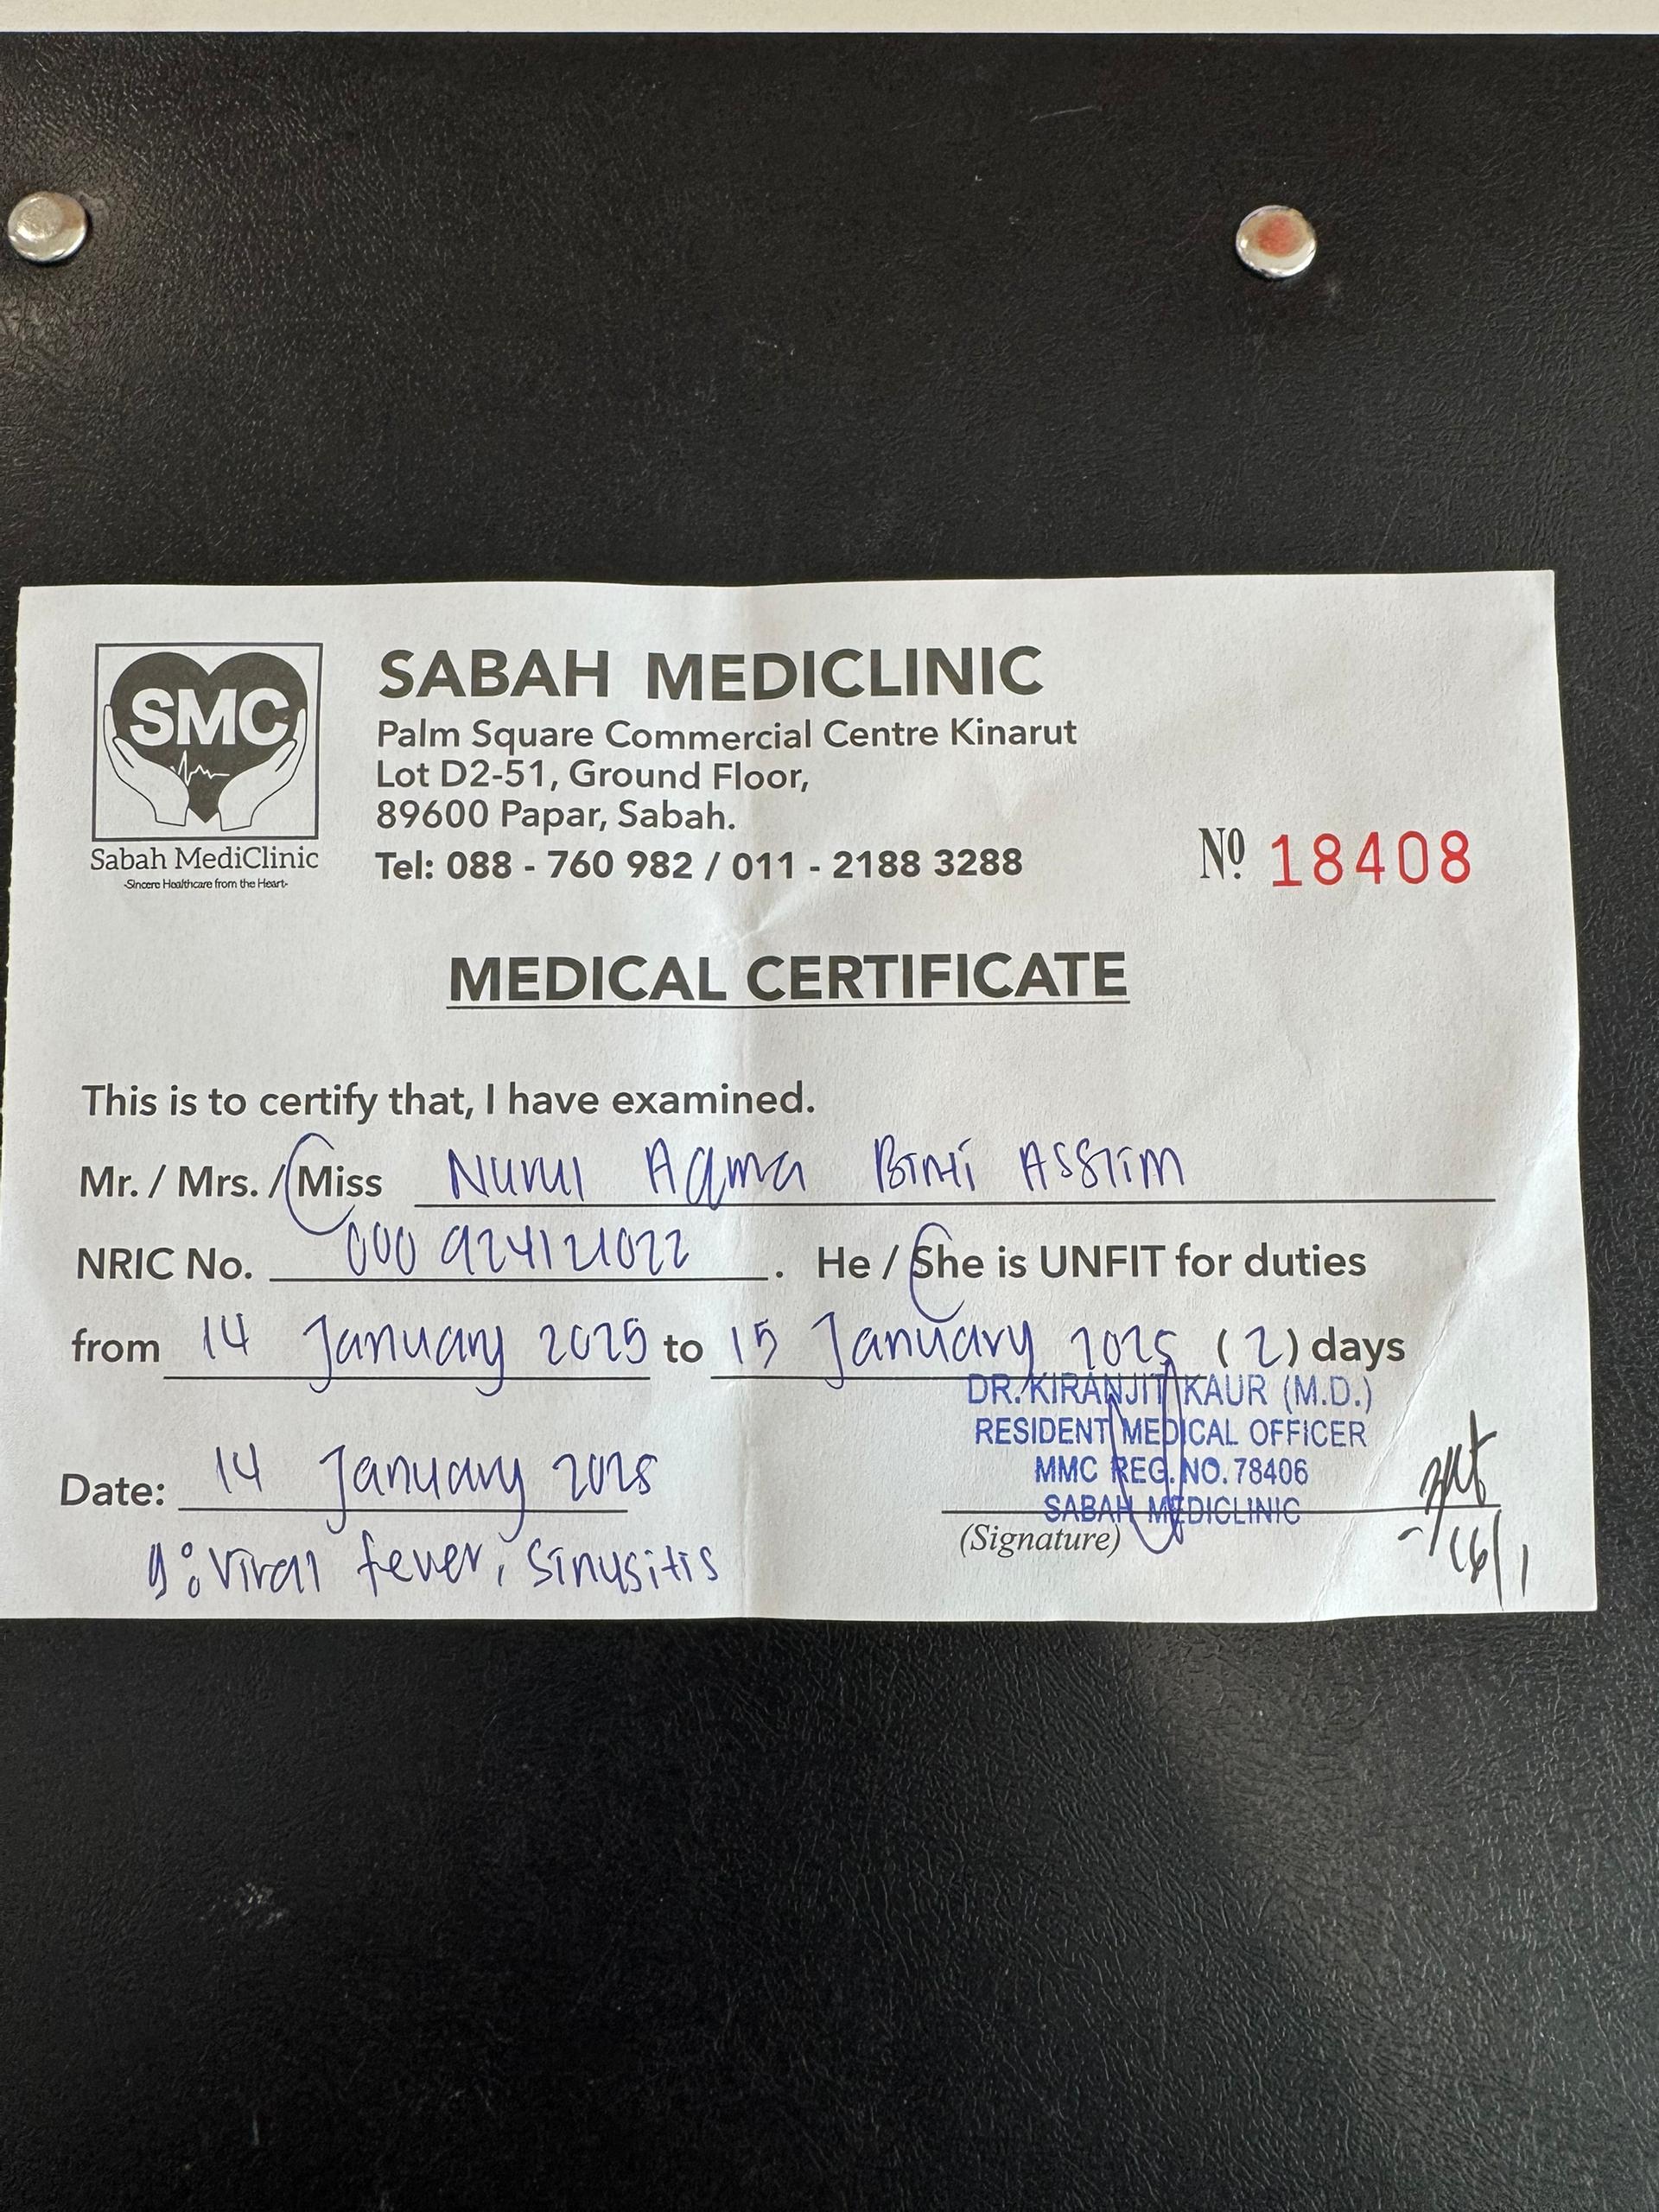 SMC
Sabah MediClinic
-Sincere Healthcare from the Heart-
SABAH MEDICLINIC
Palm Square Commercial Centre Kinarut
Lot D2-51, Ground Floor,
89600 Papar, Sabah.
Tel: 088 - 760 982 / 011 - 2188 3288
Nº. 18408
MEDICAL CERTIFICATE
This is to certify that, I have examined.
Mr. / Mrs. / Miss Nurul Aqma Binti Asslim
NRIC No. 000924121022. He / She is UNFIT for duties
from 14 January 2025 to 15 January 2025 (2) days
DR. KIRANJIT KAUR (M.D.)
RESIDENT MEDICAL OFFICER
MMC REG. NO. 78406
SABAH MEDICLINIC
Date: 14 January 2025
(Signature)
16/1
: Viral fever, sinusitis